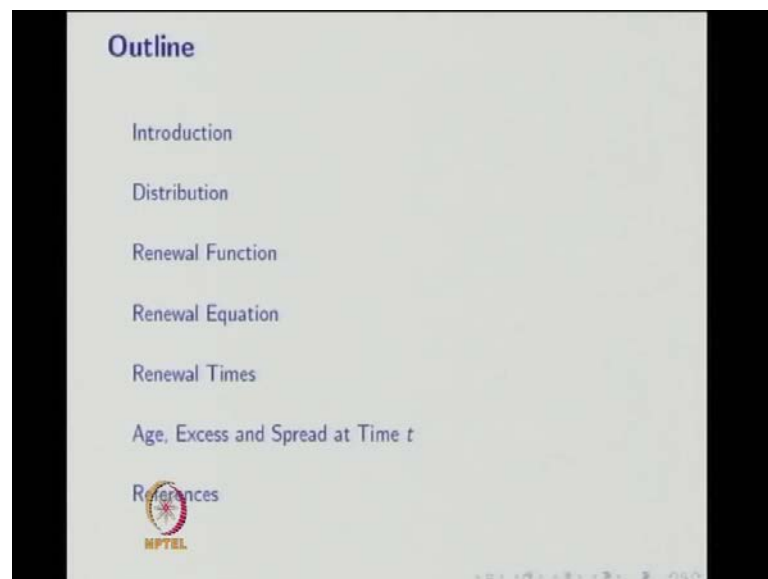 Outline
Introduction
Distribution
Renewal Function
Renewal Equation
Renewal Times
Age, Excess and Spread at Time t
References
NPTEL